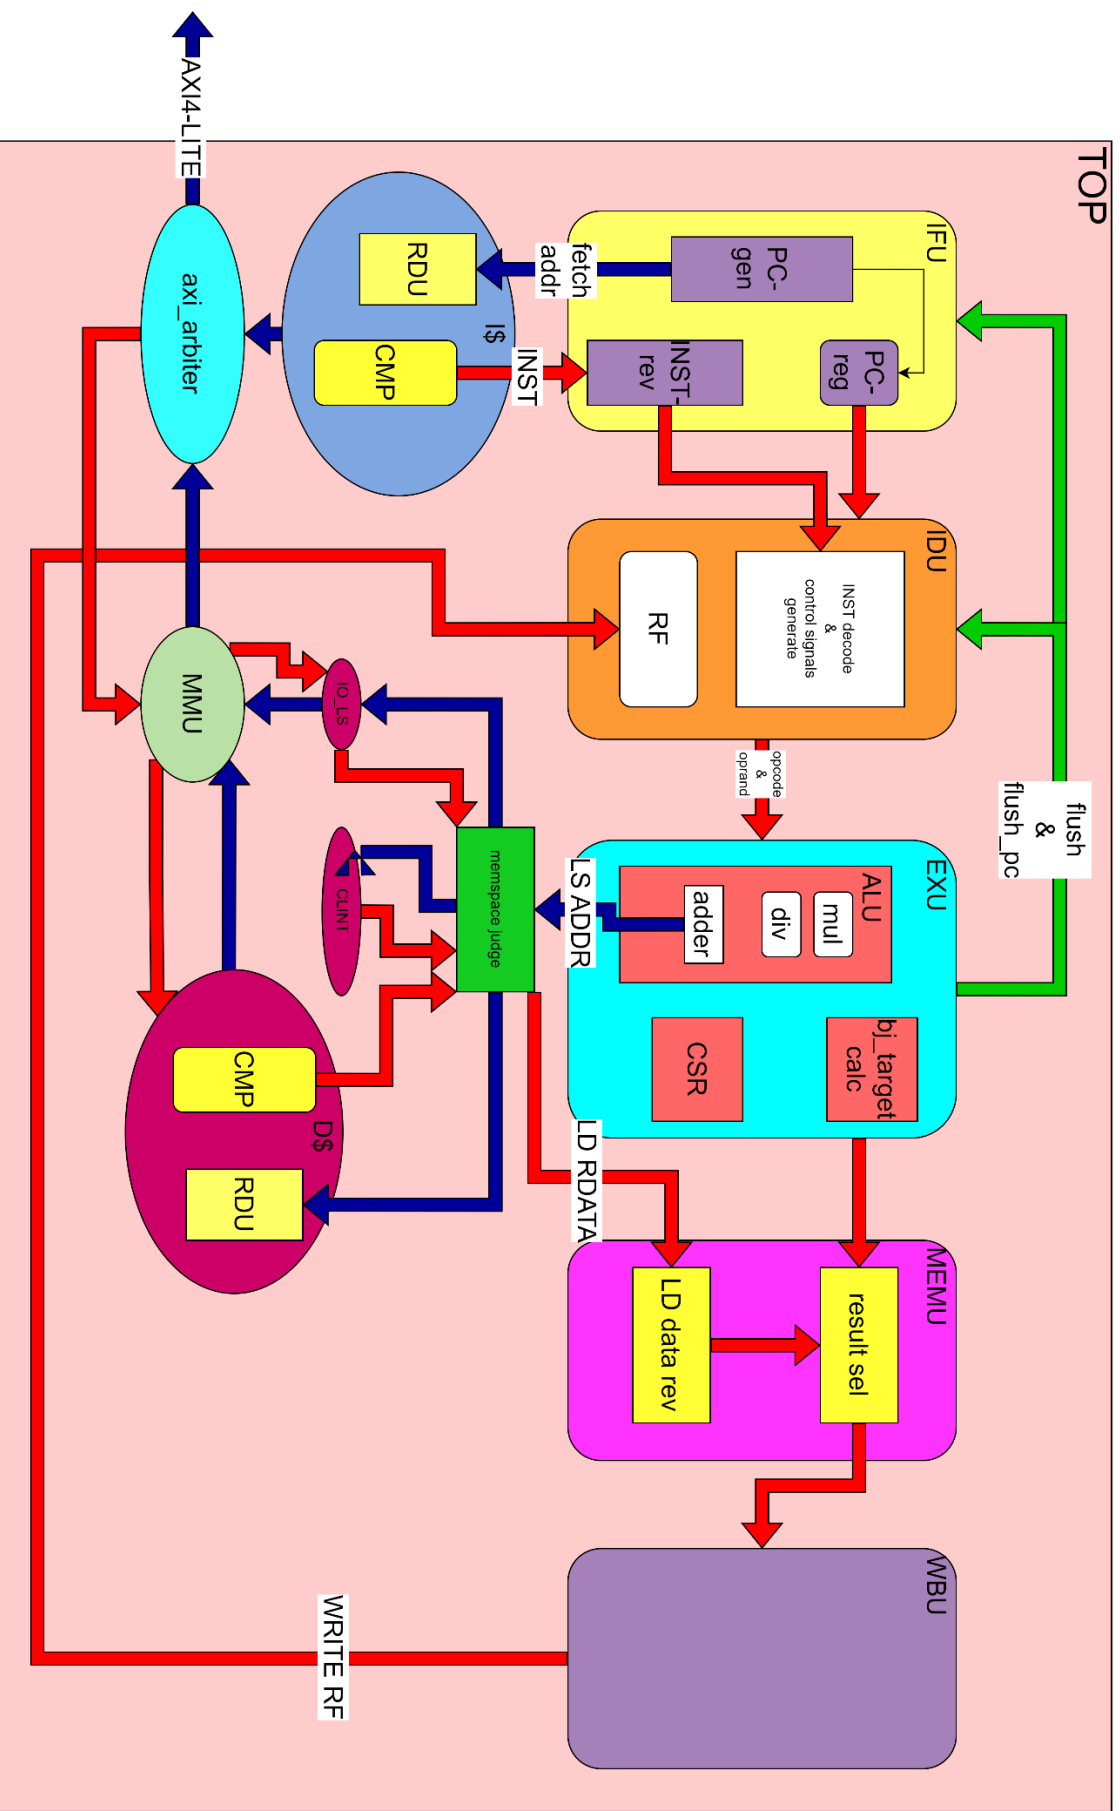 TOP
IFU
PC-
gen
PC-
reg
INST-
rev
fetch
addr
INST
I$
RDU
CMP
AXI4-LITE
axi_arbiter
IDU
INST decode
&
control signals
generate
RF
opcode
&
oprand
flush
&
flush_pc
EXU
ALU
mul
div
adder
bj_target
calc
CSR
LS ADDR
memspace judge
IO_LS
CLINT
MMU
D$
CMP
RDU
LD RDATA
MEMU
result sel
LD data rev
WBU
WRITE RF